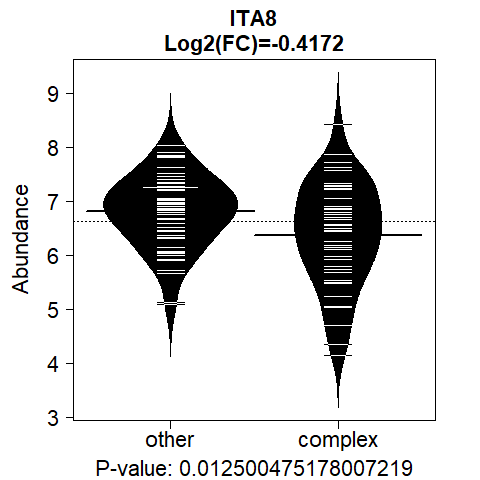 ITA8
Log2(FC)=-0.4172
Abundance
9
8
7
6
5
4
3
other complex
P-value: 0.012500475178007219